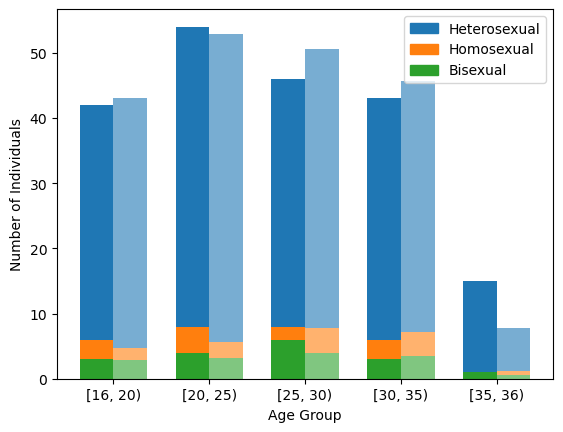 Heterosexual
Homosexual
Bisexual
50
40
30
20
10
0
Number of Individuals
[16, 20)
[20, 25)
[25, 30)
[30, 35)
[35, 36)
Age Group